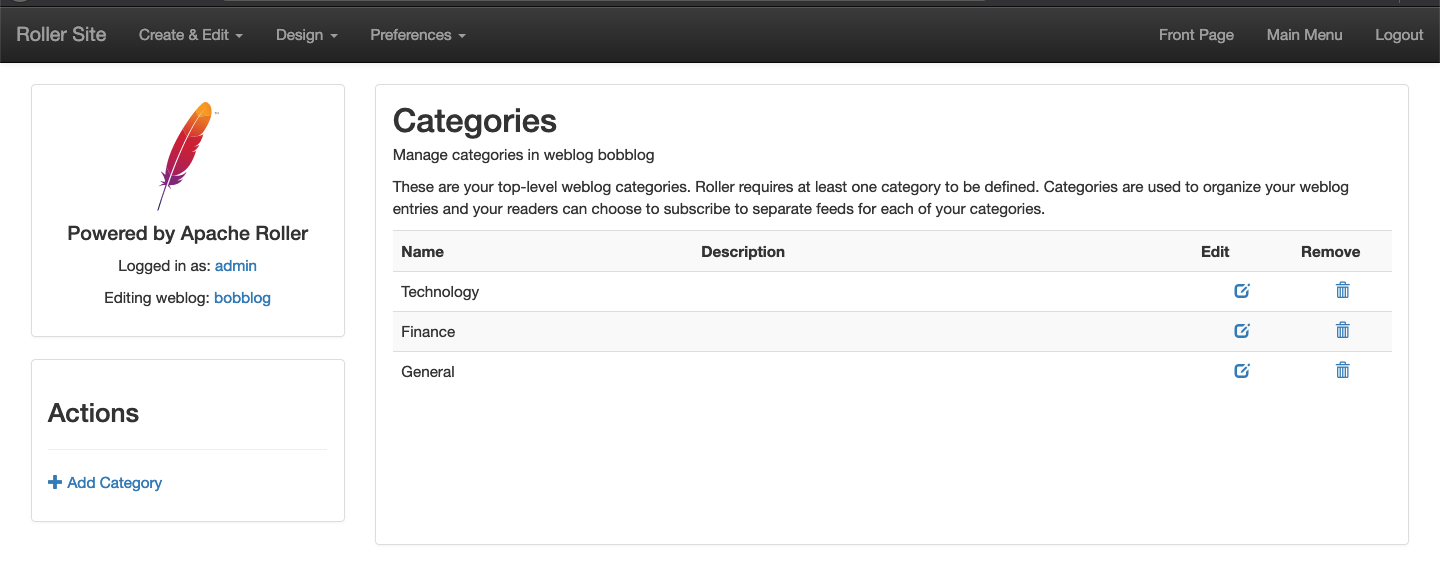 Roller Site Create & Edit Design Preferences Front Page Main Menu Logout
Powered by Apache Roller
Logged in as: admin
Editing weblog: bobblog
Actions
Add Category
Categories
Manage categories in weblog bobblog
These are your top-level weblog categories. Roller requires at least one category to be defined. Categories are used to organize your weblog
entries and your readers can choose to subscribe to separate feeds for each of your categories.
Name Description Edit Remove
Technology
Finance
General